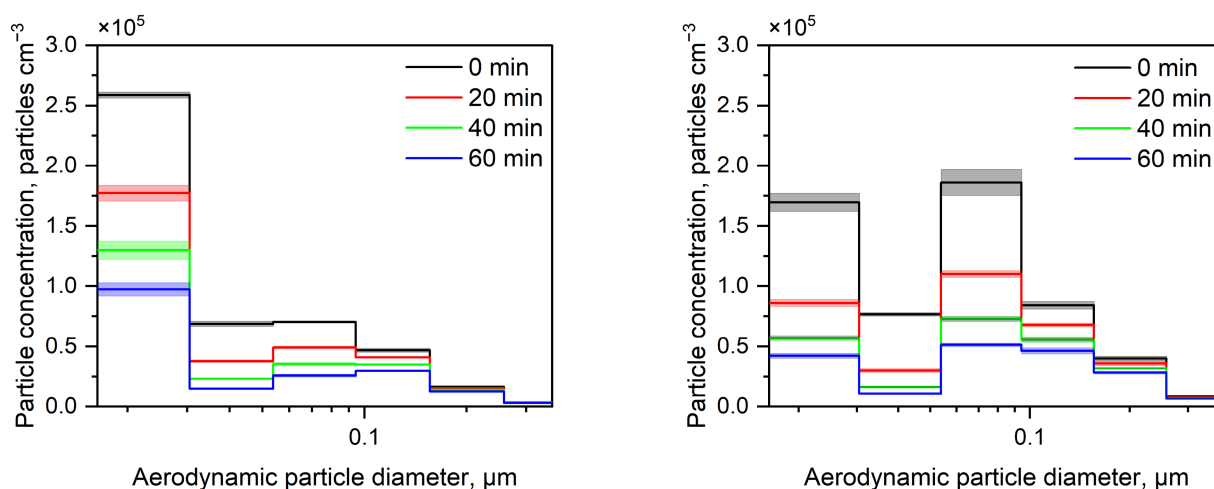 ×10⁵
3.0
2.5
2.0
1.5
1.0
0.5
0.0
Particle concentration, particles cm⁻³
0 min
20 min
40 min
60 min
0.1
Aerodynamic particle diameter, μm
×10⁵
3.0
2.5
2.0
1.5
1.0
0.5
0.0
Particle concentration, particles cm⁻³
0 min
20 min
40 min
60 min
0.1
Aerodynamic particle diameter, μm